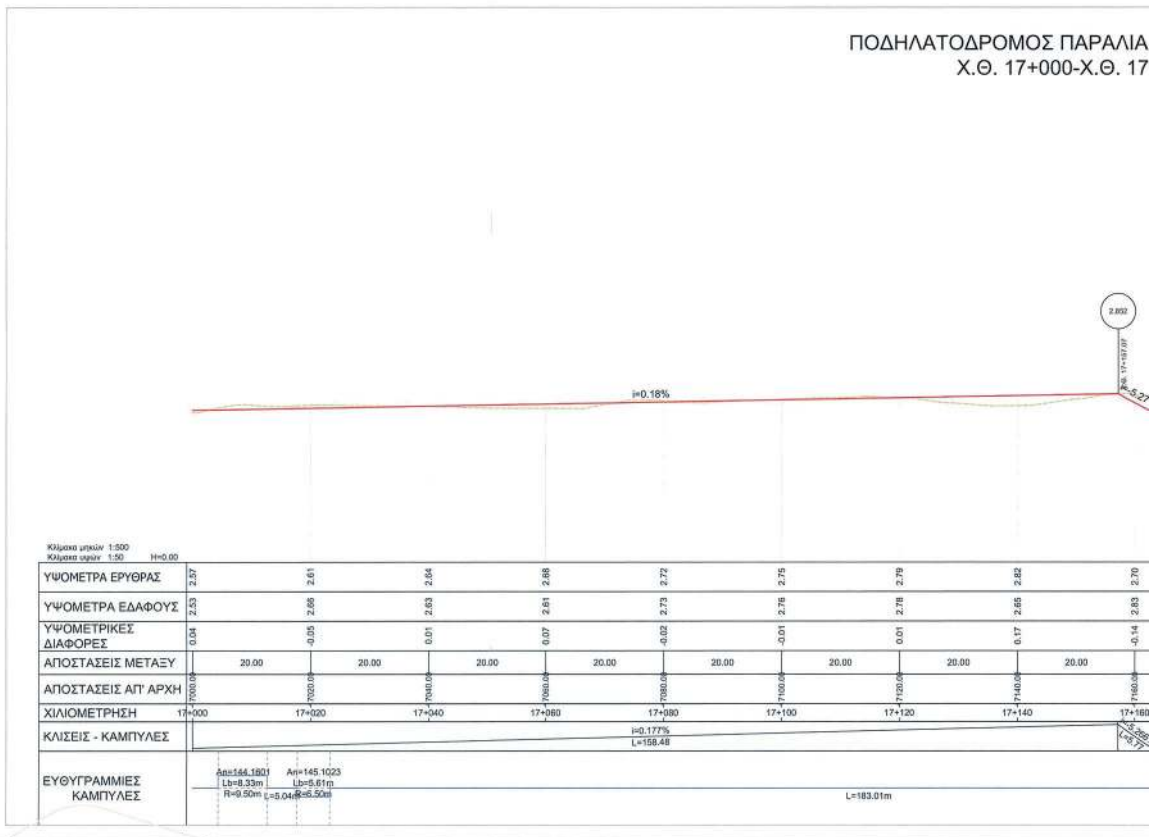 ΠΟΔΗΛΑΤΟΔΡΟΜΟΣ ΠΑΡΑΛΙΑ
Χ.Θ. 17+000-Χ.Θ. 17
2.852
Χ.Θ. 17+157.07
i=0.18%
Κλίμακα μηκών 1:500
Κλίμακα υψών 1:50 H=0.00
ΥΨΟΜΕΤΡΑ ΕΡΥΘΡΑΣ 2.57 2.61 2.64 2.68 2.72 2.75 2.79 2.82 2.70
ΥΨΟΜΕΤΡΑ ΕΔΑΦΟΥΣ 2.53 2.66 2.63 2.61 2.73 2.76 2.78 2.65 2.83
ΥΨΟΜΕΤΡΙΚΕΣ
ΔΙΑΦΟΡΕΣ 0.04 -0.05 0.01 0.07 -0.02 -0.01 0.01 0.17 -0.14
ΑΠΟΣΤΑΣΕΙΣ ΜΕΤΑΞΥ 20.00 20.00 20.00 20.00 20.00 20.00 20.00 20.00
ΑΠΟΣΤΑΣΕΙΣ ΑΠ' ΑΡΧΗ
ΧΙΛΙΟΜΕΤΡΗΣΗ 17+000 17+020 17+040 17+060 17+080 17+100 17+120 17+140 17+160
ΚΛΙΣΕΙΣ - ΚΑΜΠΥΛΕΣ i=0.177%
L=158.48
L=5.77
An=144.1601 An=145.1023
Lb=8.33m Lb=5.61m
R=9.50m L=5.04m R=6.50m
ΕΥΘΥΓΡΑΜΜΙΕΣ
ΚΑΜΠΥΛΕΣ
L=183.01m